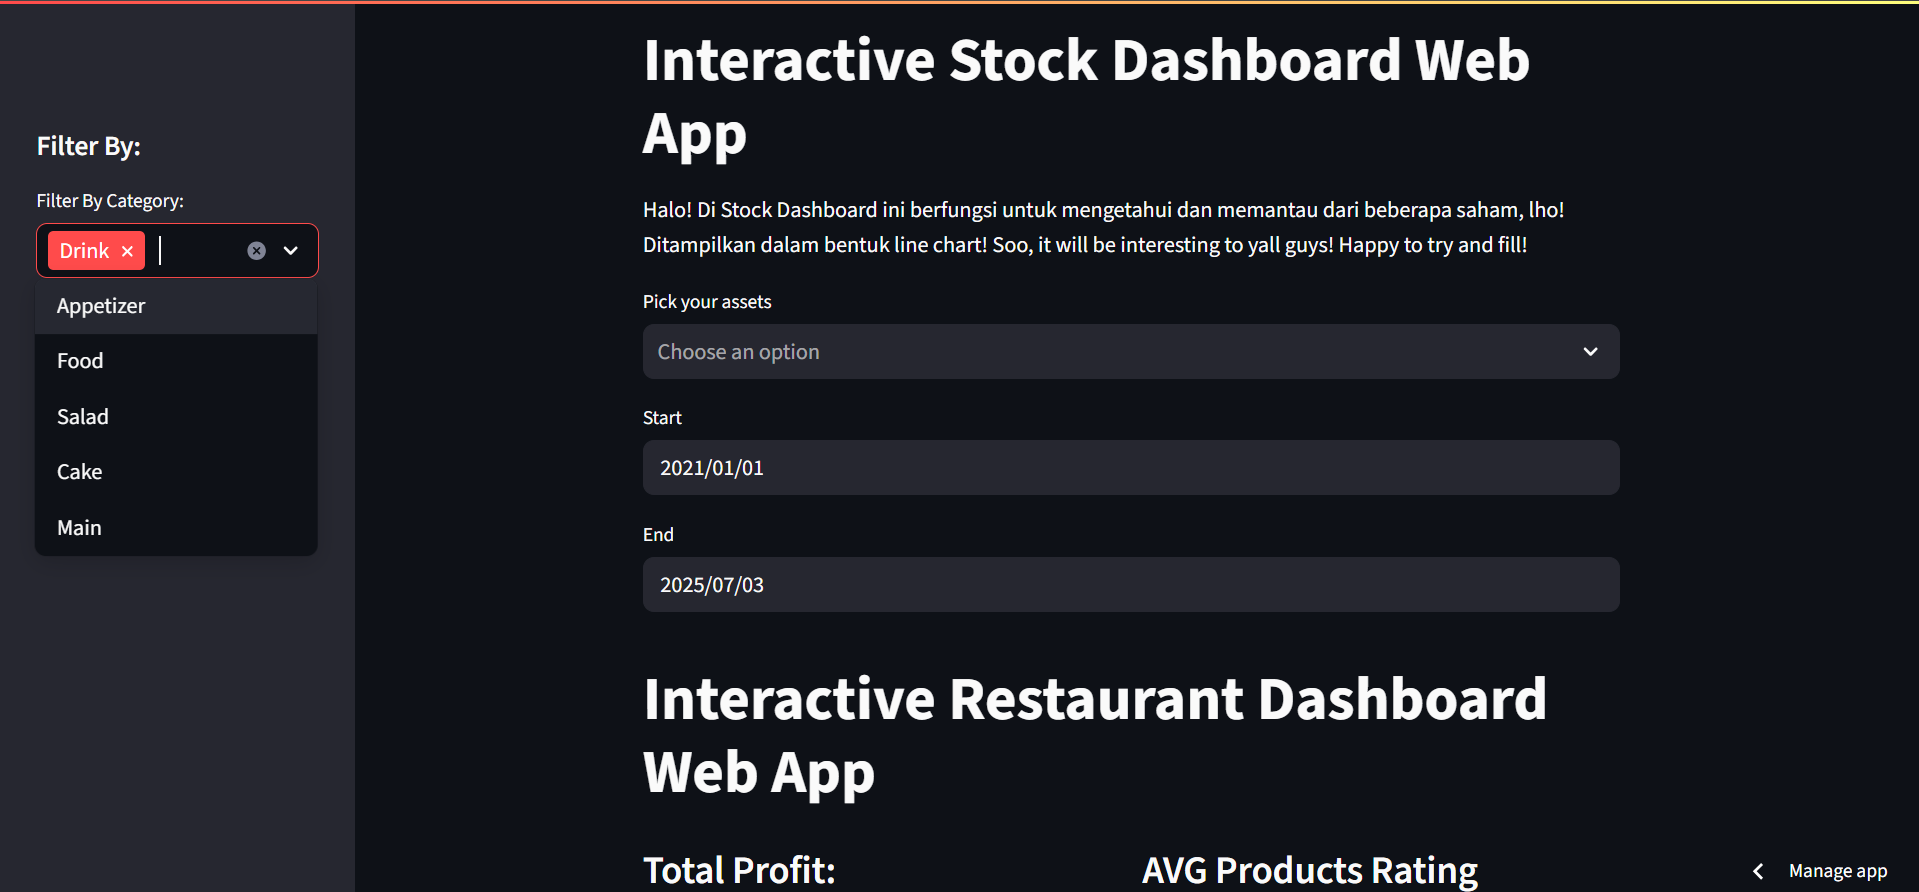 Filter By:
Filter By Category:
Drink
Appetizer
Food
Salad
Cake
Main
Interactive Stock Dashboard Web
App
Halo! Di Stock Dashboard ini berfungsi untuk mengetahui dan memantau dari beberapa saham, lho!
Ditampilkan dalam bentuk line chart! Soo, it will be interesting to yall guys! Happy to try and fill!
Pick your assets
Choose an option
Start
2021/01/01
End
2025/07/03
Interactive Restaurant Dashboard
Web App
Total Profit:
AVG Products Rating
Manage app